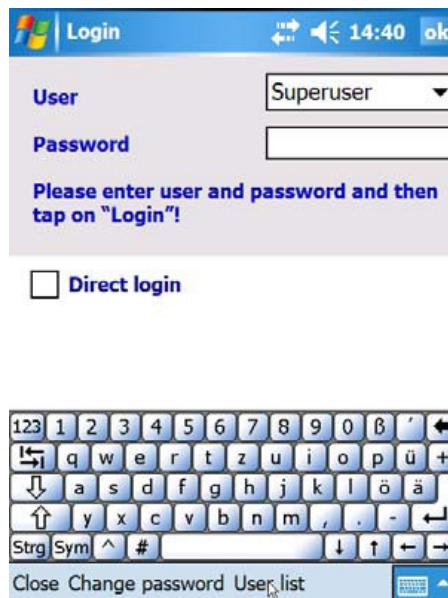 Login 14:40 ok
User Superuser
Password
Please enter user and password and then
tap on "Login"!
Direct login
123 1 2 3 4 5 6 7 8 9 0 ß ´
q w e r t z u i o p ü +
a s d f g h j k l ö ä
y x c v b n m , . -
Strg Sym ^ #
Close Change password User list